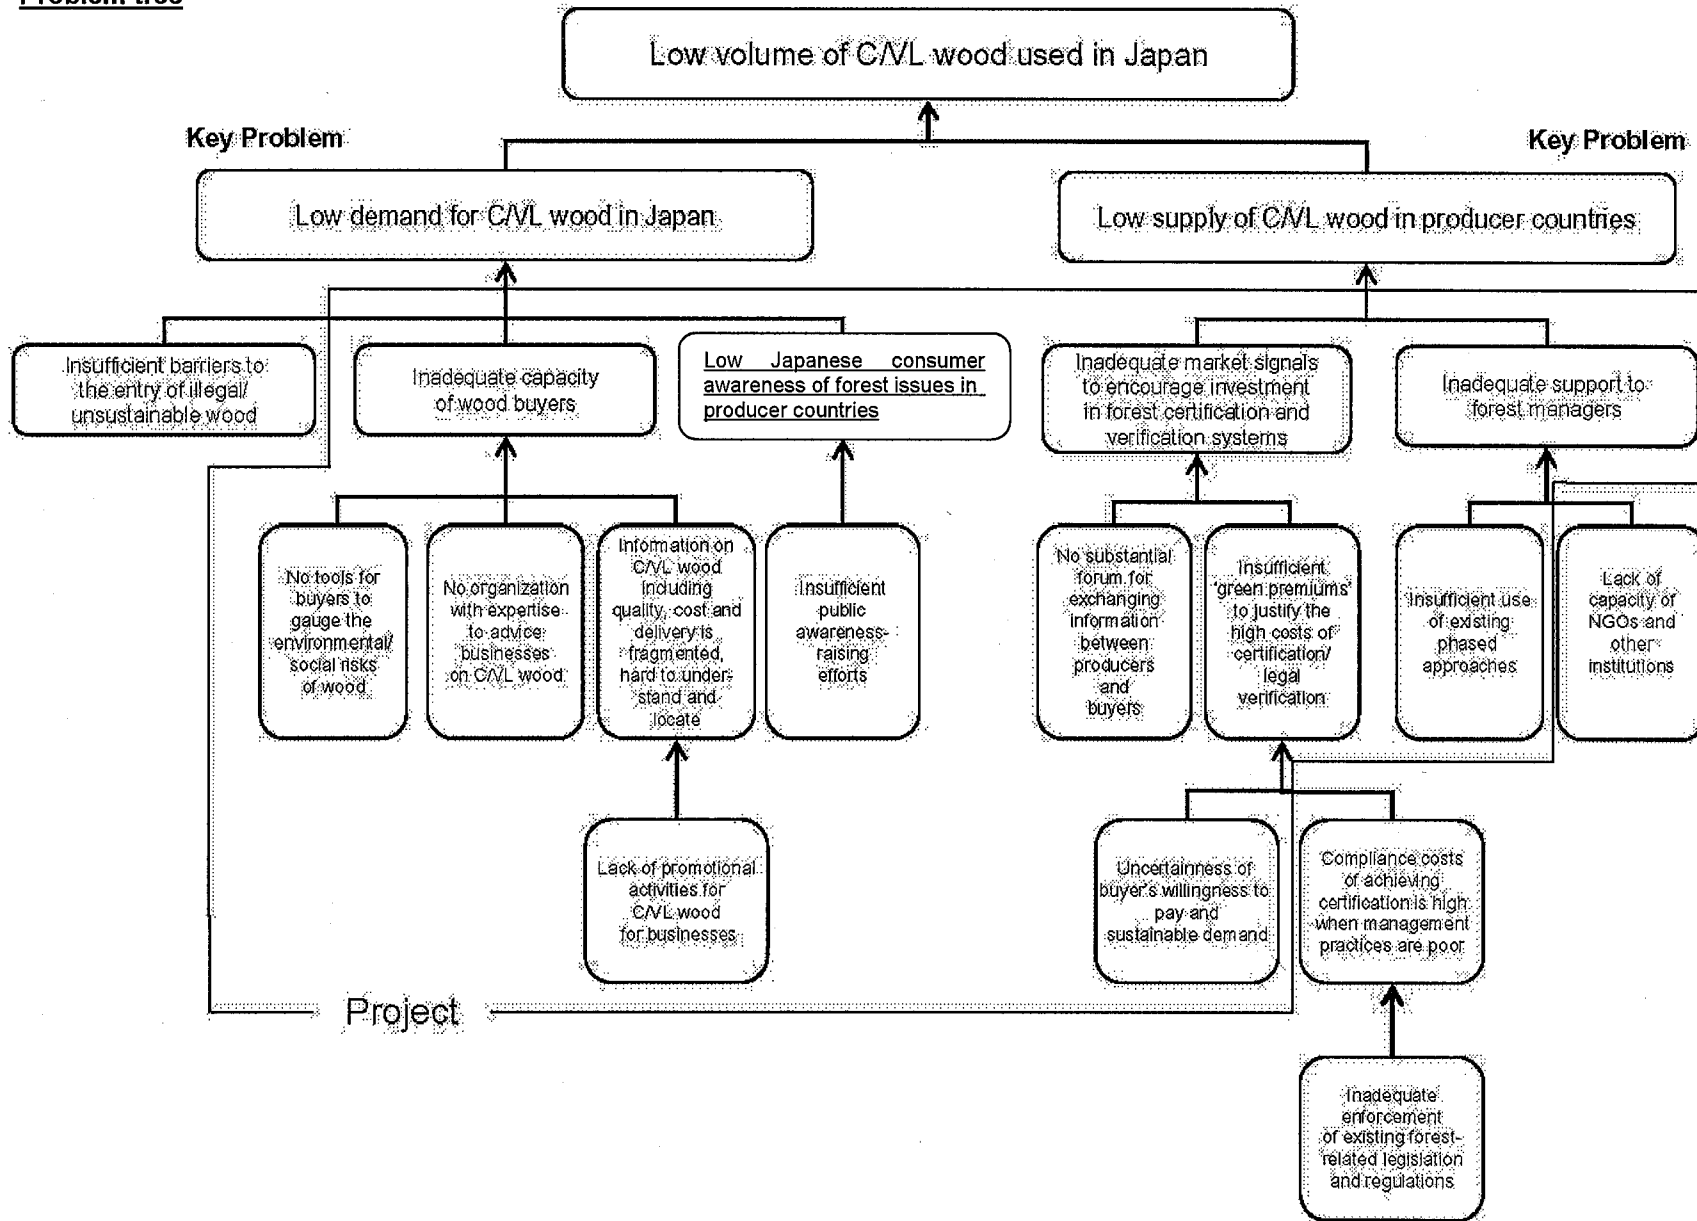 Problem tree
Low volume of C/VL wood used in Japan
Key Problem
Key Problem
Low demand for C/VL wood in Japan
Low supply of C/VL wood in producer countries
Insufficient barriers to
the entry of illegal/
unsustainable wood
Inadequate capacity
of wood buyers
Low Japanese consumer
awareness of forest issues in
producer countries
Inadequate market signals
to encourage investment
in forest certification and
verification systems
Inadequate support to
forest managers
No tools for
buyers to
gauge the
environmental/
social risks
of wood
No organization
with expertise
to advice
businesses
on C/VL wood
Information on
C/VL wood
including
quality, cost and
delivery is
fragmented,
hard to under-
stand and
locate
Insufficient
public
awareness-
raising
efforts
No substantial
forum for
exchanging
information
between
producers
and
buyers
Insufficient
'green premiums'
to justify the
high costs of
certification/
legal
verification
Insufficient use
of existing
phased
approaches
Lack of
capacity of
NGOs and
other
institutions
Lack of promotional
activities for
C/VL wood
for businesses
Uncertainness of
buyer's willingness to
pay and
sustainable demand
Compliance costs
of achieving
certification is high
when management
practices are poor
Project
Inadequate
enforcement
of existing forest-
related legislation
and regulations